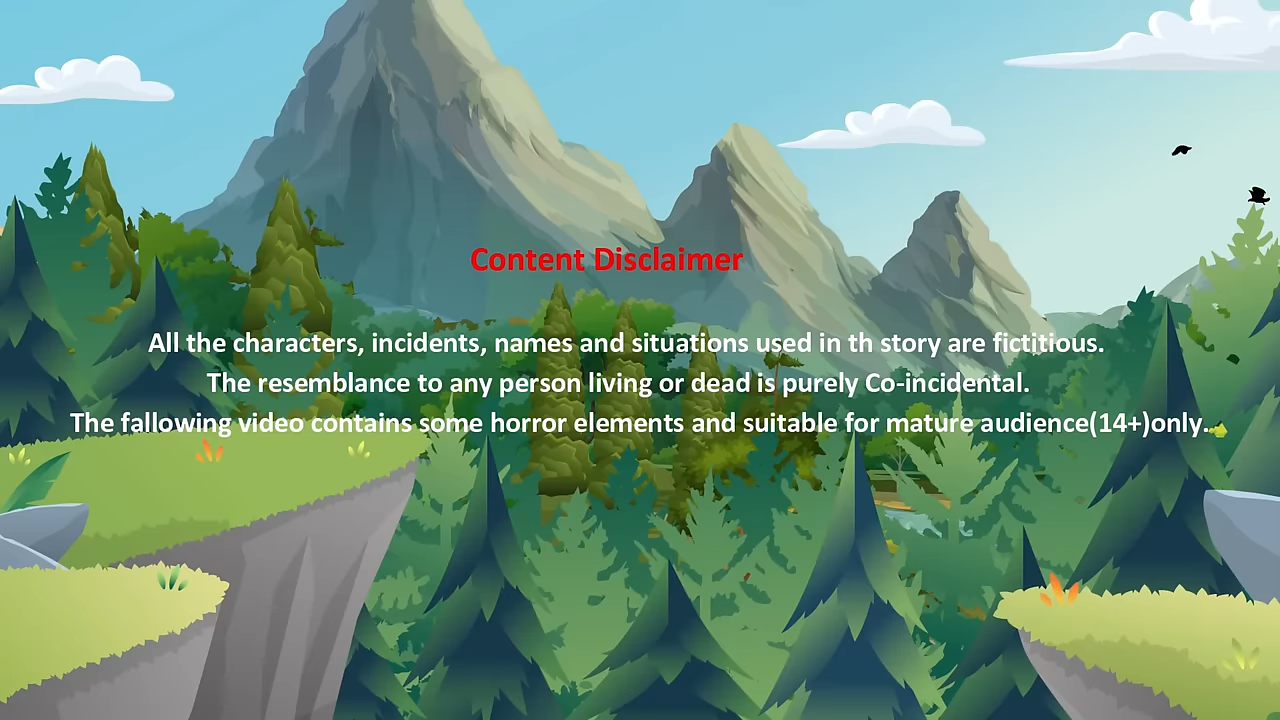 Content Disclaimer
All the characters, incidents, names and situations used in th story are fictitious.
The resemblance to any person living or dead is purely Co-incidental.
The fallowing video contains some horror elements and suitable for mature audience(14+)only.